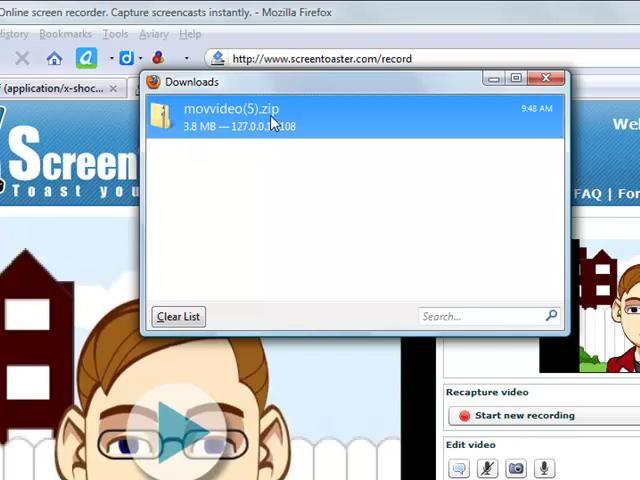 Online screen recorder. Capture screencasts instantly. - Mozilla Firefox
History Bookmarks Tools Aviary Help
http://www.screentoaster.com/record
f (application/x-shoc...
Downloads
movvideo(5).zip
9:48 AM
3.8 MB — 127.0.0. 108
Wel
Screen
Toast you
FAQ | For
Clear List
Search...
Recapture video
Start new recording
Edit video